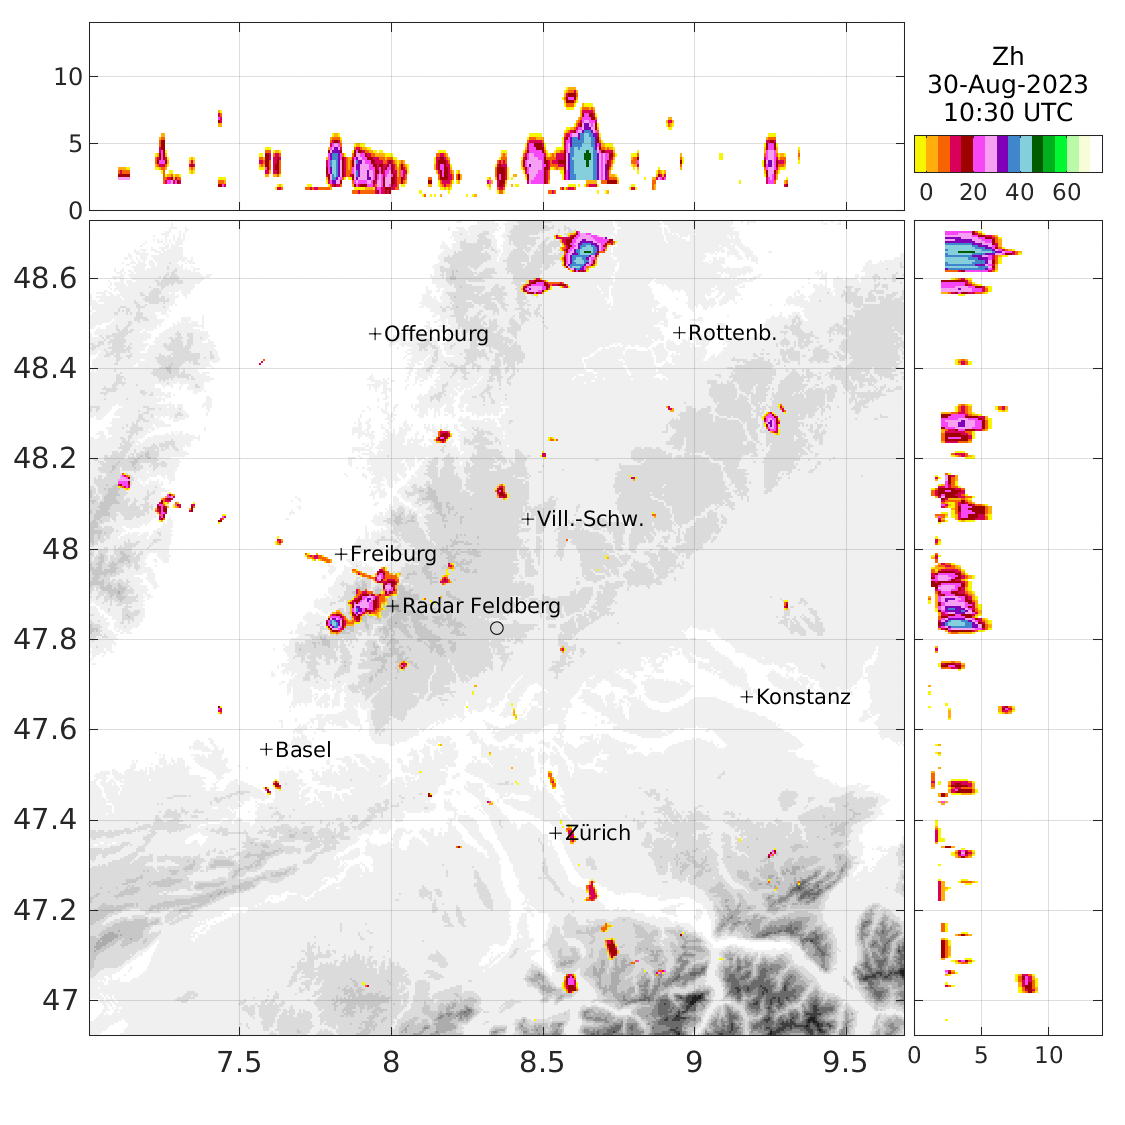 Zh
30-Aug-2023
10:30 UTC
0 20 40 60
10
5
0
48.6
48.4
48.2
48
47.8
47.6
47.4
47.2
47
+Offenburg
+Rottenb.
+Vill.-Schw.
+Freiburg
+Radar Feldberg
+Konstanz
+Basel
+Zürich
7.5 8 8.5 9 9.5
0 5 10